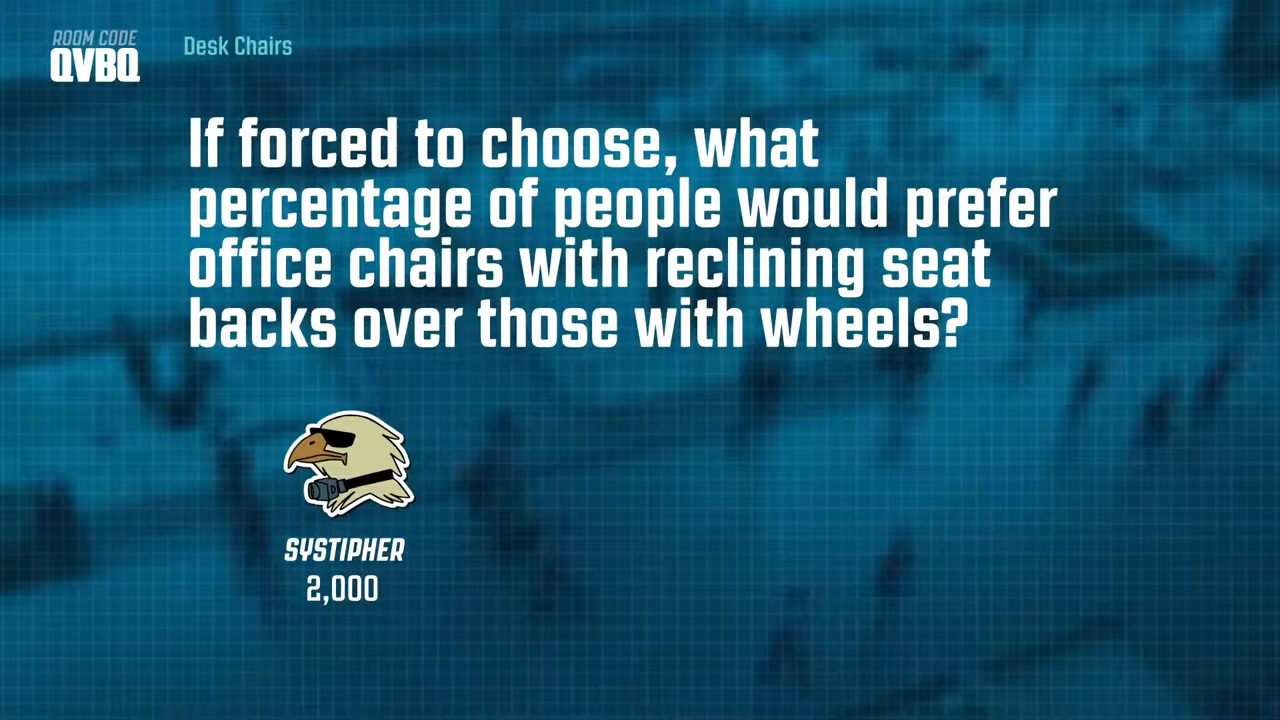 ROOM CODE
QVBQ
Desk Chairs
If forced to choose, what
percentage of people would prefer
office chairs with reclining seat
backs over those with wheels?
SYSTIPHER
2,000